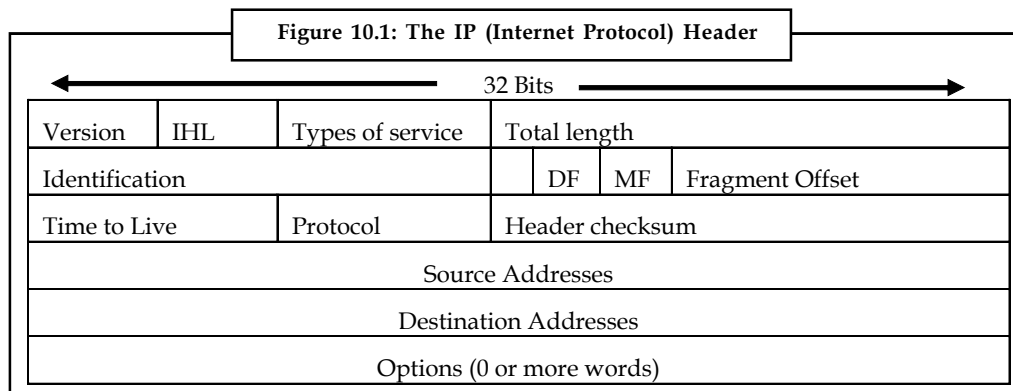 Figure 10.1: The IP (Internet Protocol) Header
32 Bits
Version IHL Types of service Total length
Identification DF MF Fragment Offset
Time to Live Protocol Header checksum
Source Addresses
Destination Addresses
Options (0 or more words)